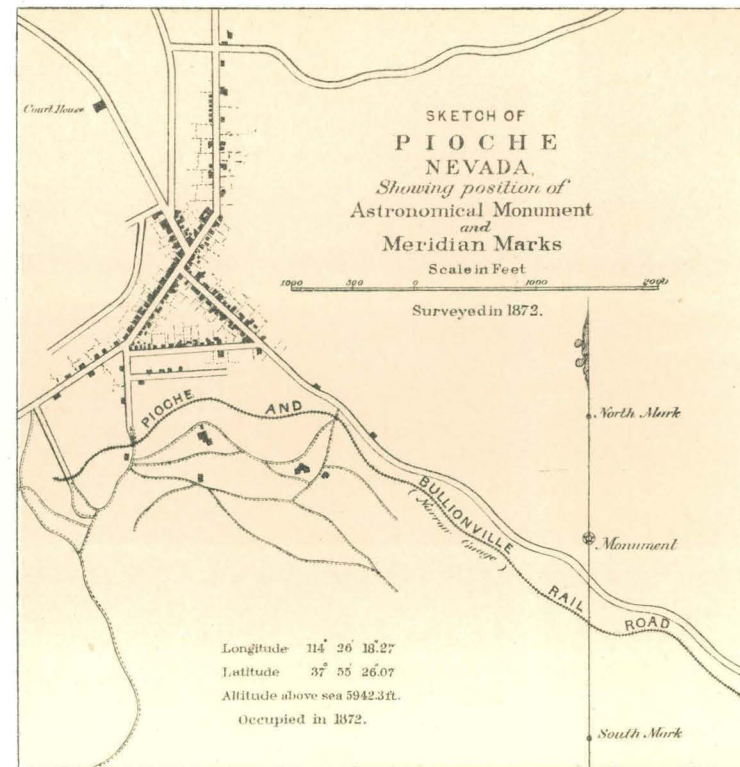 Court House
SKETCH OF
PIOCHE
NEVADA,
Showing position of
Astronomical Monument
and
Meridian Marks
Scale in Feet
1000 500 0 1000 2000
Surveyed in 1872.
North Mark
PIOCHE AND BULLIONVILLE RAIL ROAD
(Narrow Gauge)
Monument
Longitude 114° 26' 18".27
Latitude 37° 55' 26.07
Altitude above sea 5942.3 ft.
Occupied in 1872.
South Mark